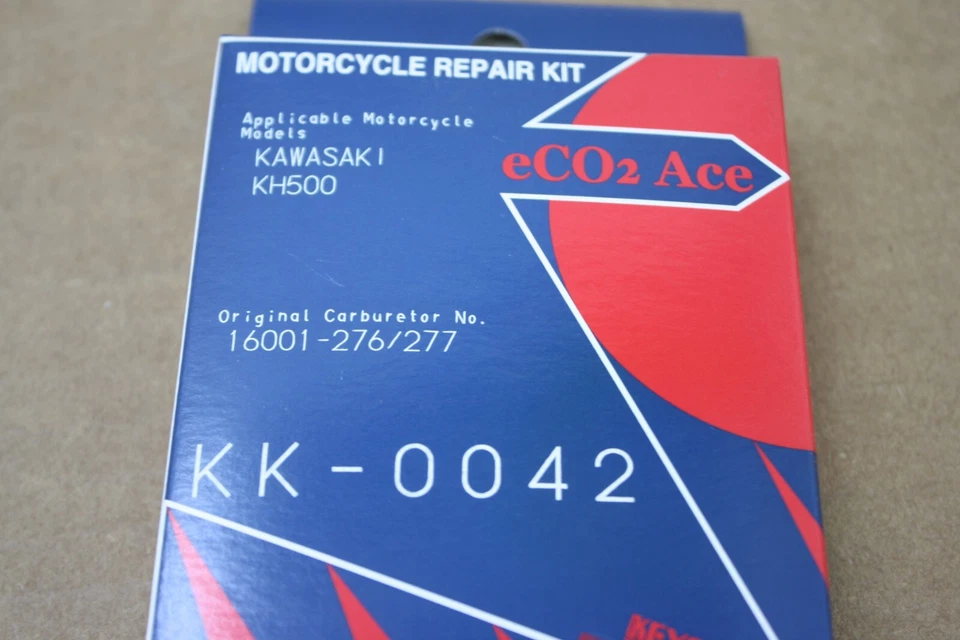 MOTORCYCLE REPAIR KIT
Applicable Motorcycle
Models
KAWASAKI
KH500
eCO2 Ace
Original Carburetor No.
16001-276/277
KK-0042